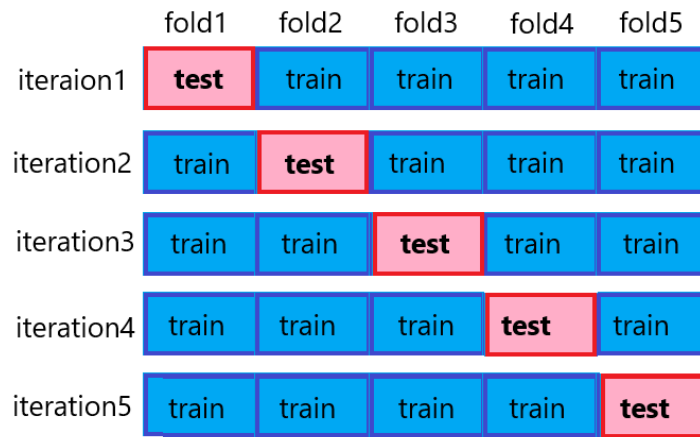 fold1 fold2 fold3 fold4 fold5
iteraion1 test train train train train
iteration2 train test train train train
iteration3 train train test train train
iteration4 train train train test train
iteration5 train train train train test